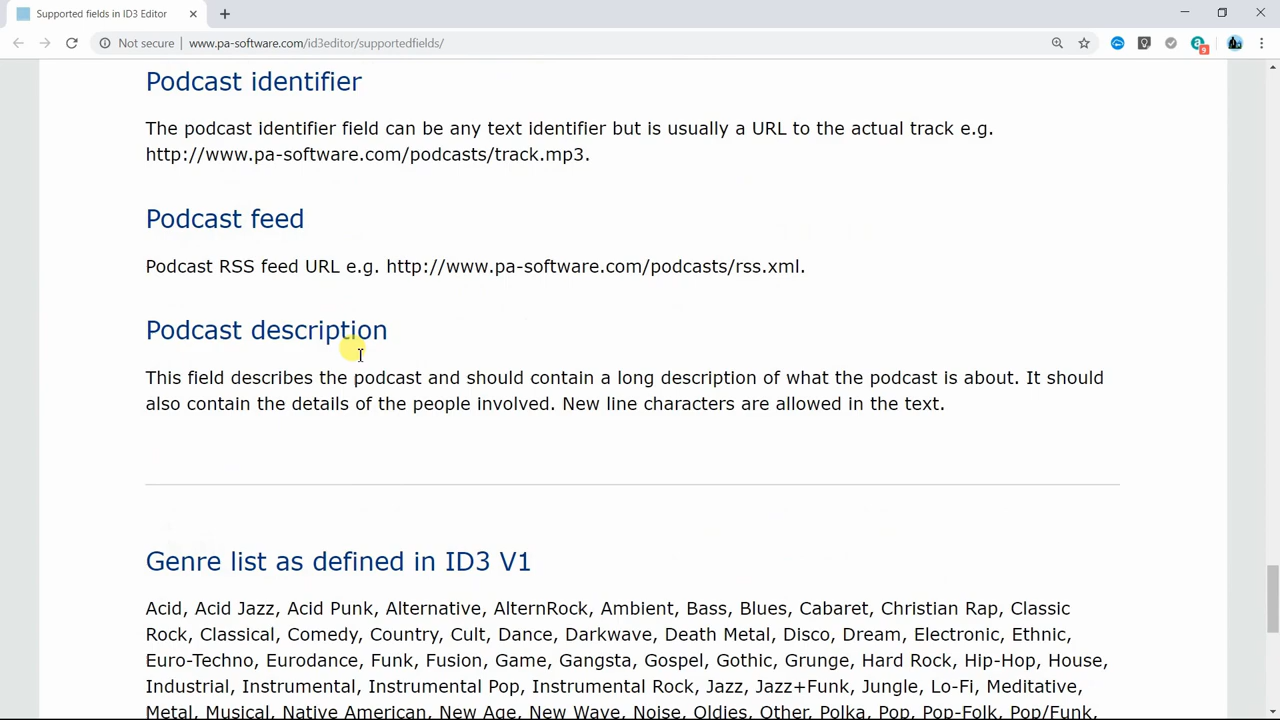 Supported fields in ID3 Editor
Not secure | www.pa-software.com/id3editor/supportedfields/
9
Podcast identifier
The podcast identifier field can be any text identifier but is usually a URL to the actual track e.g.
http://www.pa-software.com/podcasts/track.mp3.
Podcast feed
Podcast RSS feed URL e.g. http://www.pa-software.com/podcasts/rss.xml.
Podcast description
This field describes the podcast and should contain a long description of what the podcast is about. It should
also contain the details of the people involved. New line characters are allowed in the text.
Genre list as defined in ID3 V1
Acid, Acid Jazz, Acid Punk, Alternative, AlternRock, Ambient, Bass, Blues, Cabaret, Christian Rap, Classic
Rock, Classical, Comedy, Country, Cult, Dance, Darkwave, Death Metal, Disco, Dream, Electronic, Ethnic,
Euro-Techno, Eurodance, Funk, Fusion, Game, Gangsta, Gospel, Gothic, Grunge, Hard Rock, Hip-Hop, House,
Industrial, Instrumental, Instrumental Pop, Instrumental Rock, Jazz, Jazz+Funk, Jungle, Lo-Fi, Meditative,
Metal, Musical, Native American, New Age, New Wave, Noise, Oldies, Other, Polka, Pop, Pop-Folk, Pop/Funk,